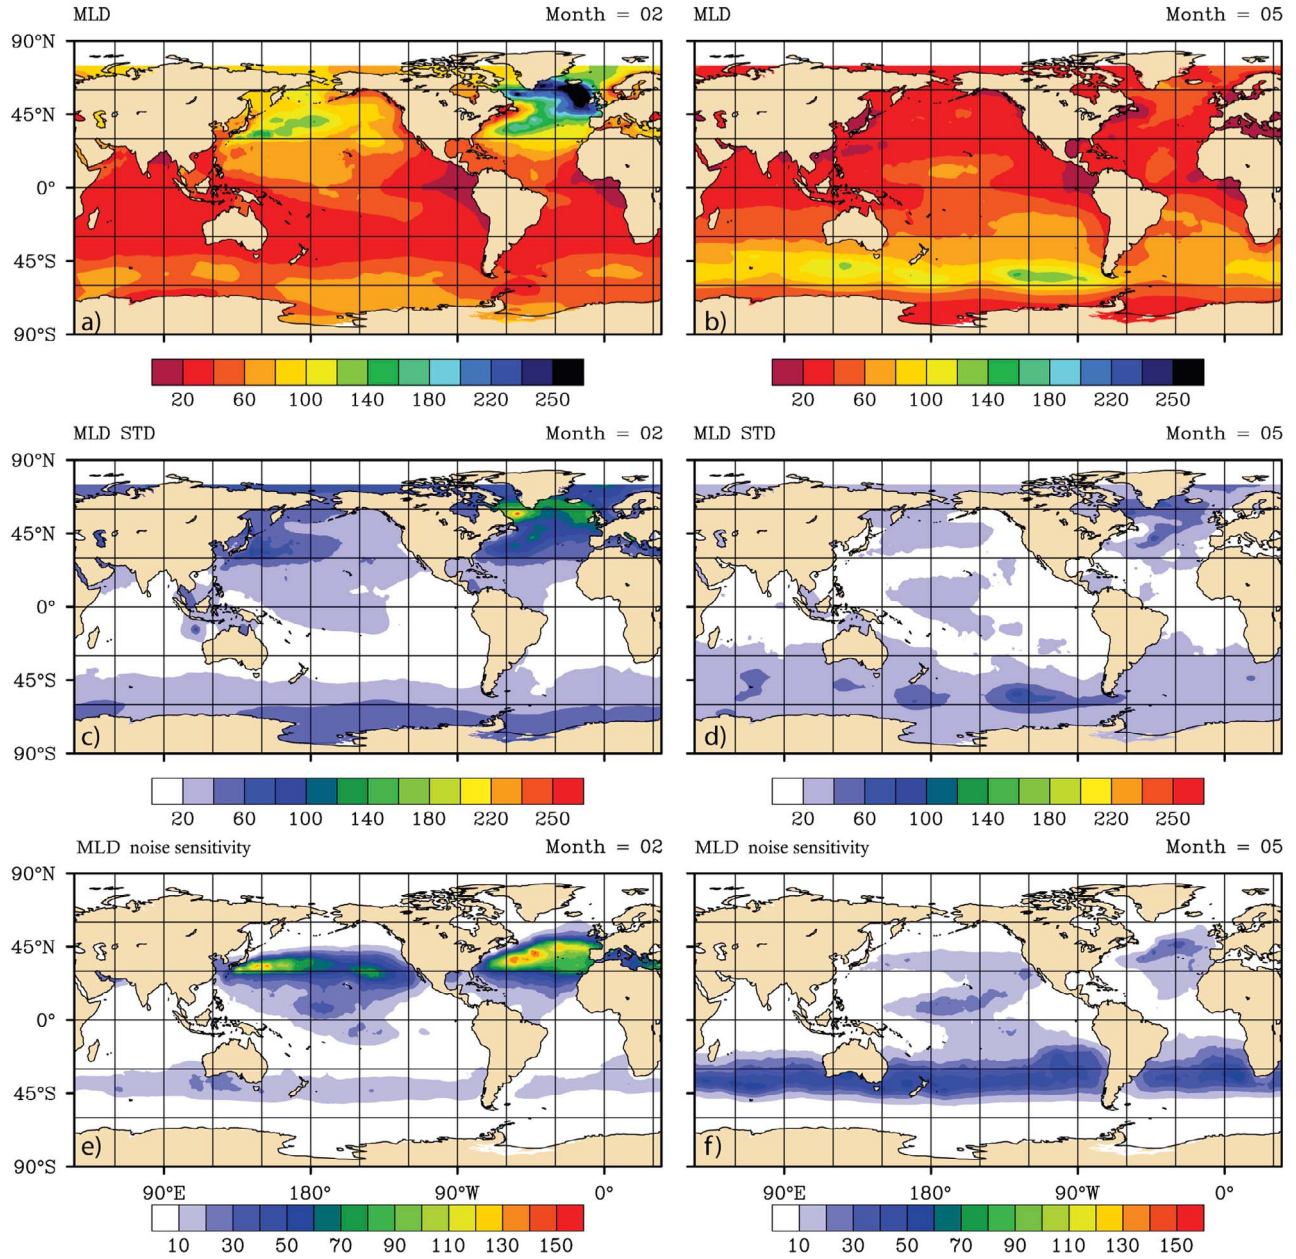 MLD Month = 02
MLD Month = 05
90°N
45°N
0°
45°S
90°S
a)
b)
20 60 100 140 180 220 250
20 60 100 140 180 220 250
MLD STD Month = 02
MLD STD Month = 05
90°N
45°N
0°
45°S
90°S
c)
d)
20 60 100 140 180 220 250
20 60 100 140 180 220 250
MLD noise sensitivity Month = 02
MLD noise sensitivity Month = 05
90°N
45°N
0°
45°S
90°S
e)
f)
90°E 180° 90°W 0°
90°E 180° 90°W 0°
10 30 50 70 90 110 130 150
10 30 50 70 90 110 130 150